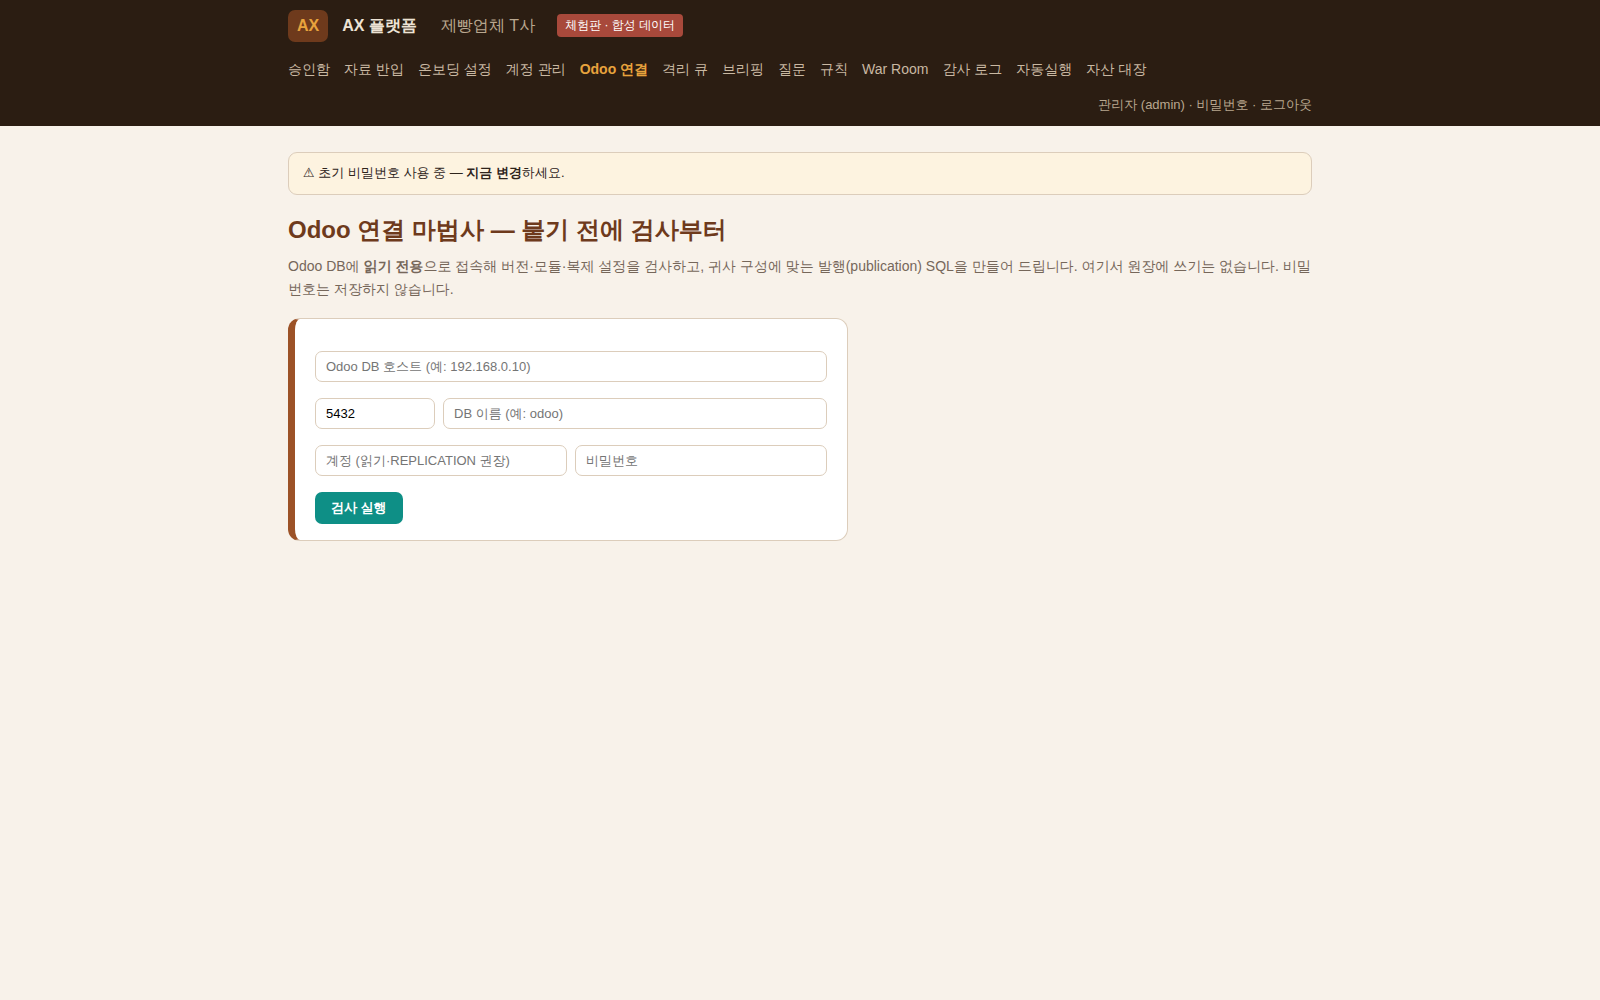 AX AX 플랫폼 제빵업체 T사 체험판 · 합성 데이터
승인함 자료 반입 온보딩 설정 계정 관리 Odoo 연결 격리 큐 브리핑 질문 규칙 War Room 감사 로그 자동실행 자산 대장
관리자 (admin) · 비밀번호 · 로그아웃
⚠ 초기 비밀번호 사용 중 — 지금 변경하세요.
Odoo 연결 마법사 — 붙기 전에 검사부터
Odoo DB에 읽기 전용으로 접속해 버전·모듈·복제 설정을 검사하고, 귀사 구성에 맞는 발행(publication) SQL을 만들어 드립니다. 여기서 원장에 쓰기는 없습니다. 비밀
번호는 저장하지 않습니다.
Odoo DB 호스트 (예: 192.168.0.10)
5432 DB 이름 (예: odoo)
계정 (읽기·REPLICATION 권장) 비밀번호
검사 실행